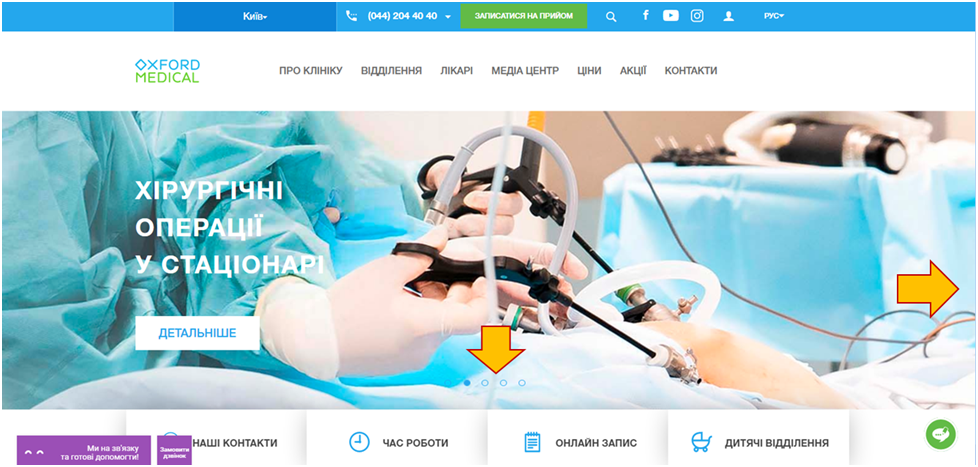 Київ
(044) 204 40 40
ЗАПИСАТИСЯ НА ПРИЙОМ
РУС
OXFORD
MEDICAL
ПРО КЛІНІКУ ВІДДІЛЕННЯ ЛІКАРІ МЕДІА ЦЕНТР ЦІНИ АКЦІЇ КОНТАКТИ
ХІРУРГІЧНІ
ОПЕРАЦІЇ
У СТАЦІОНАРІ
ДЕТАЛЬНІШЕ
НАШІ КОНТАКТИ
ЧАС РОБОТИ
ОНЛАЙН ЗАПИС
ДИТЯЧІ ВІДДІЛЕННЯ
Ми на зв'язку
та готові допомогти!
Замовити
дзвінок